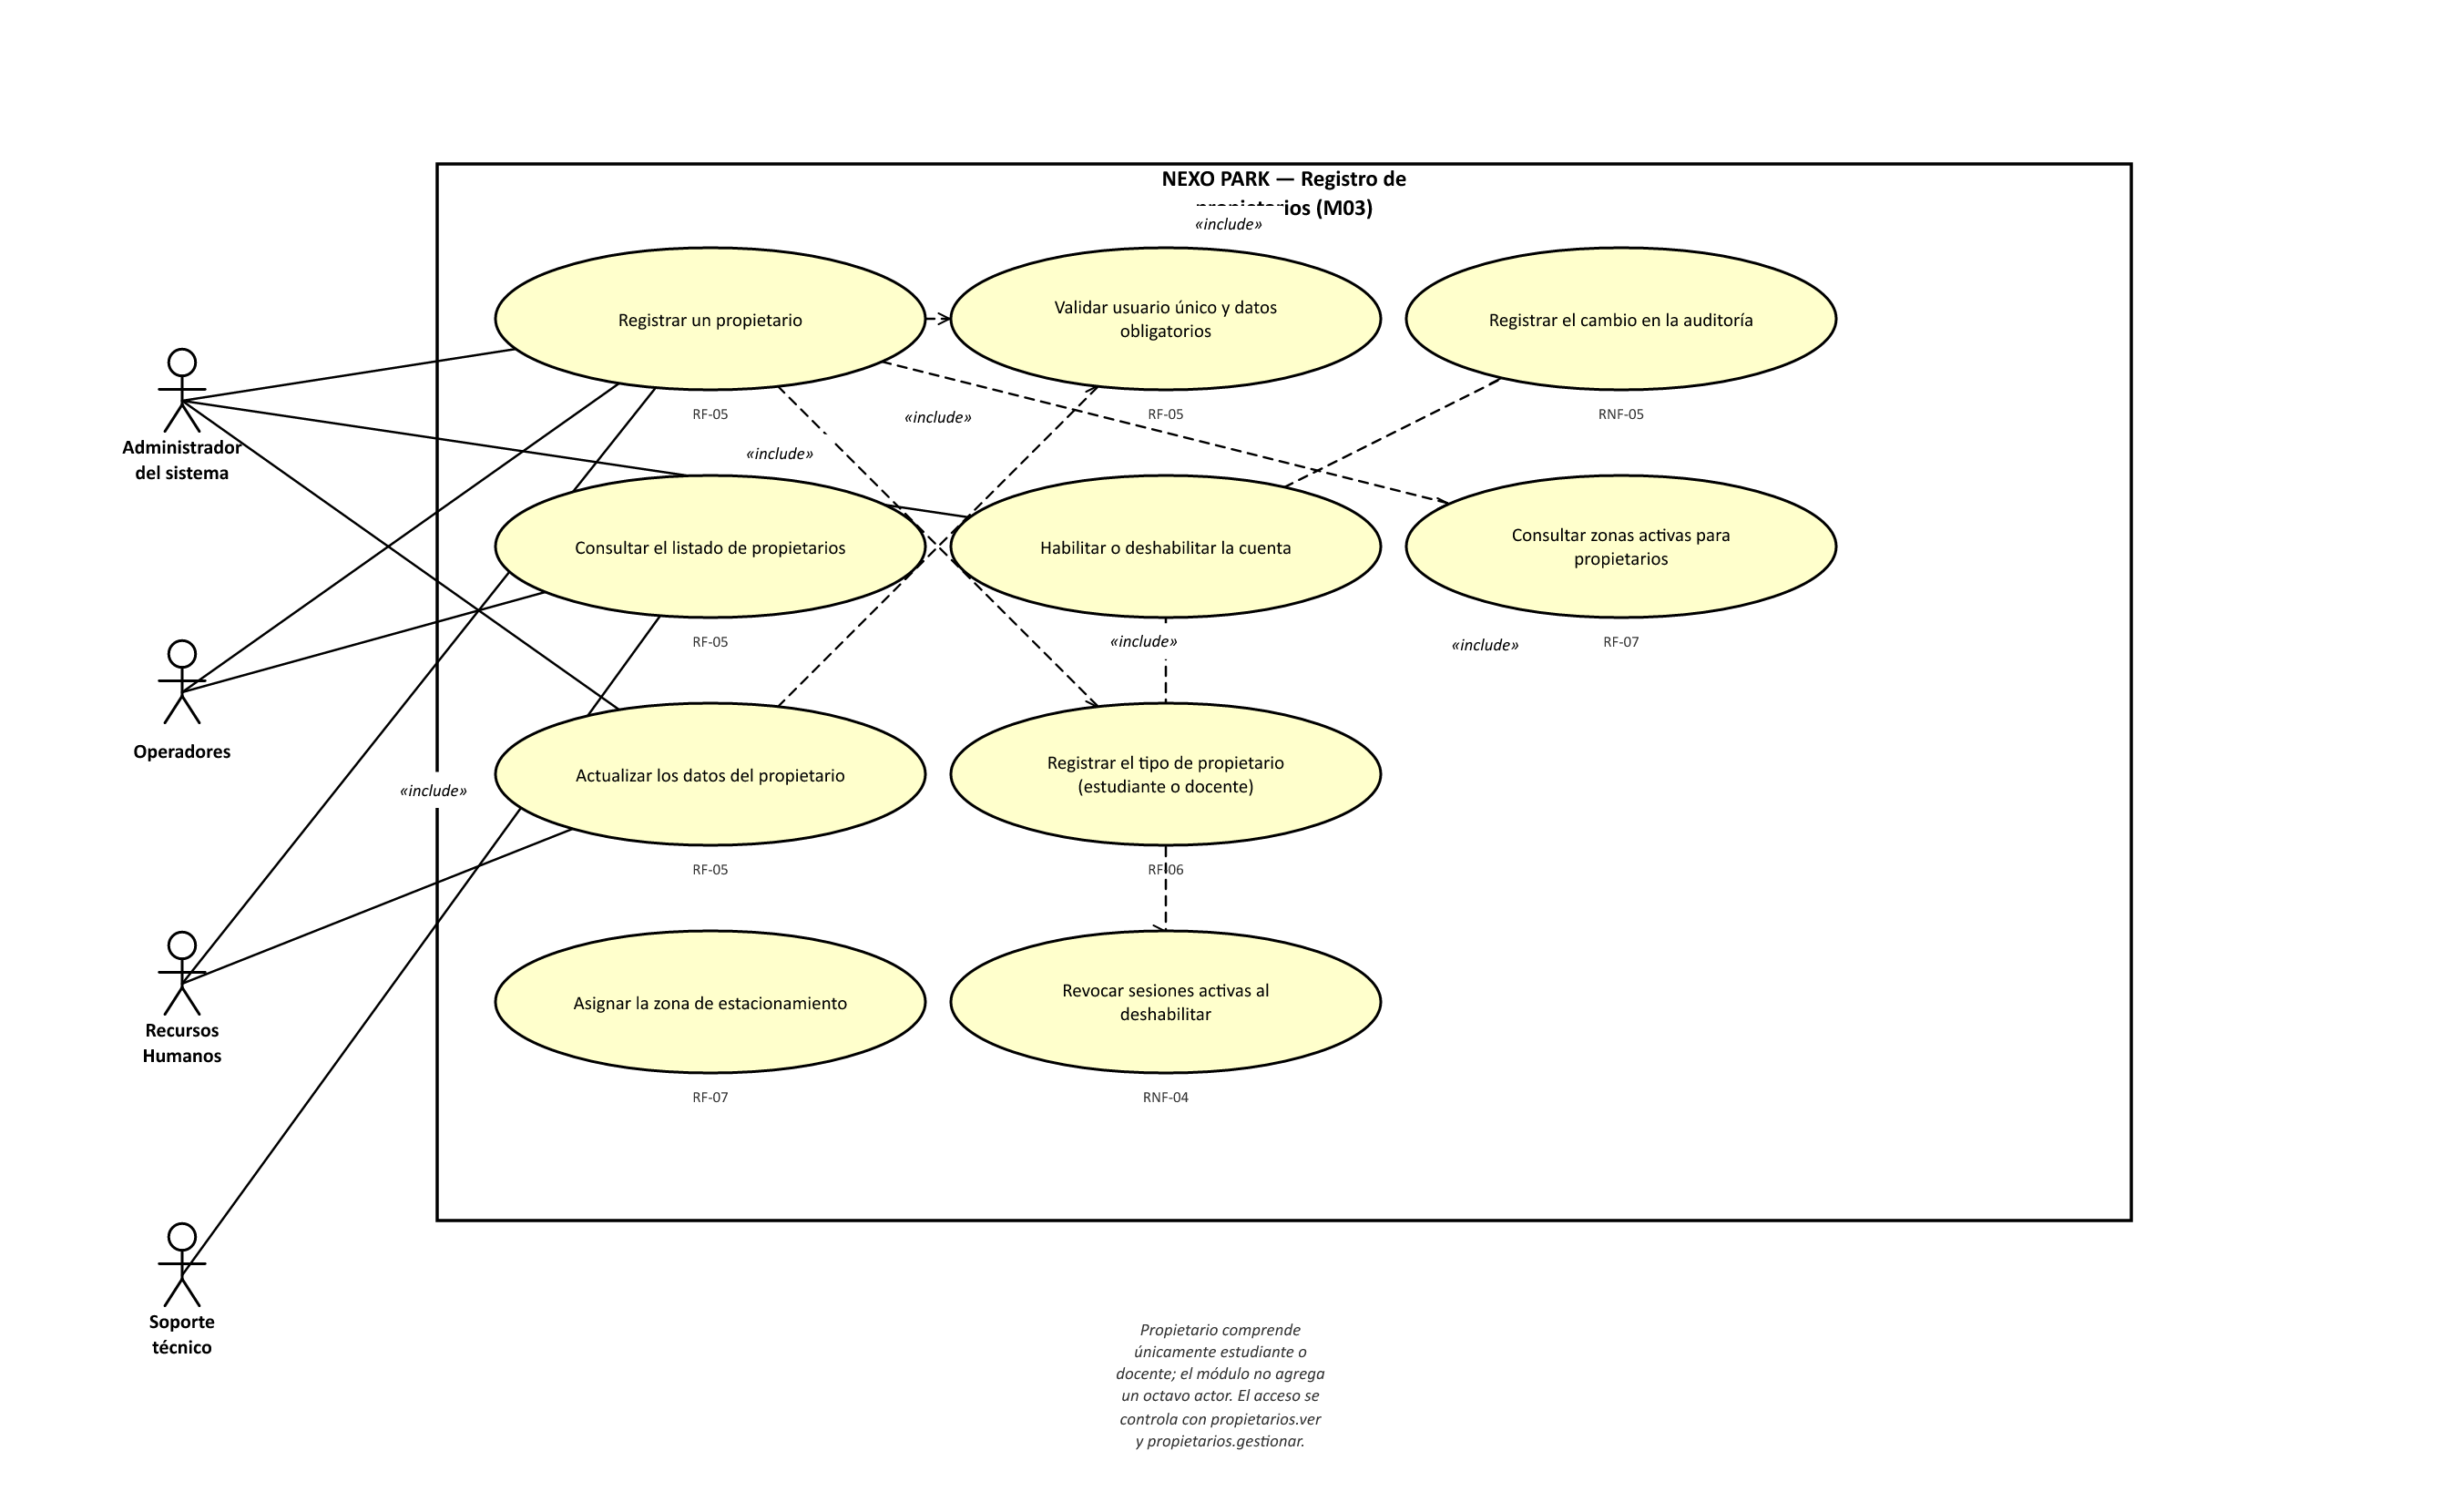 NEXO PARK — Registro de
ios (M03)
«include»
Registrar un propietario
Validar usuario único y datos
obligatorios
Registrar el cambio en la auditoría
RF-05
«include»
RF-05
RNF-05
Administrador
del sistema
«include»
Consultar el listado de propietarios
Habilitar o deshabilitar la cuenta
Consultar zonas activas para
propietarios
RF-05
«include»
«include»
RF-07
Operadores
«include»
Actualizar los datos del propietario
Registrar el tipo de propietario
(estudiante o docente)
RF-05
RF-06
Recursos
Humanos
Asignar la zona de estacionamiento
Revocar sesiones activas al
deshabilitar
RF-07
RNF-04
Soporte
técnico
Propietario comprende
únicamente estudiante o
docente; el módulo no agrega
un octavo actor. El acceso se
controla con propietarios.ver
y propietarios.gestionar.